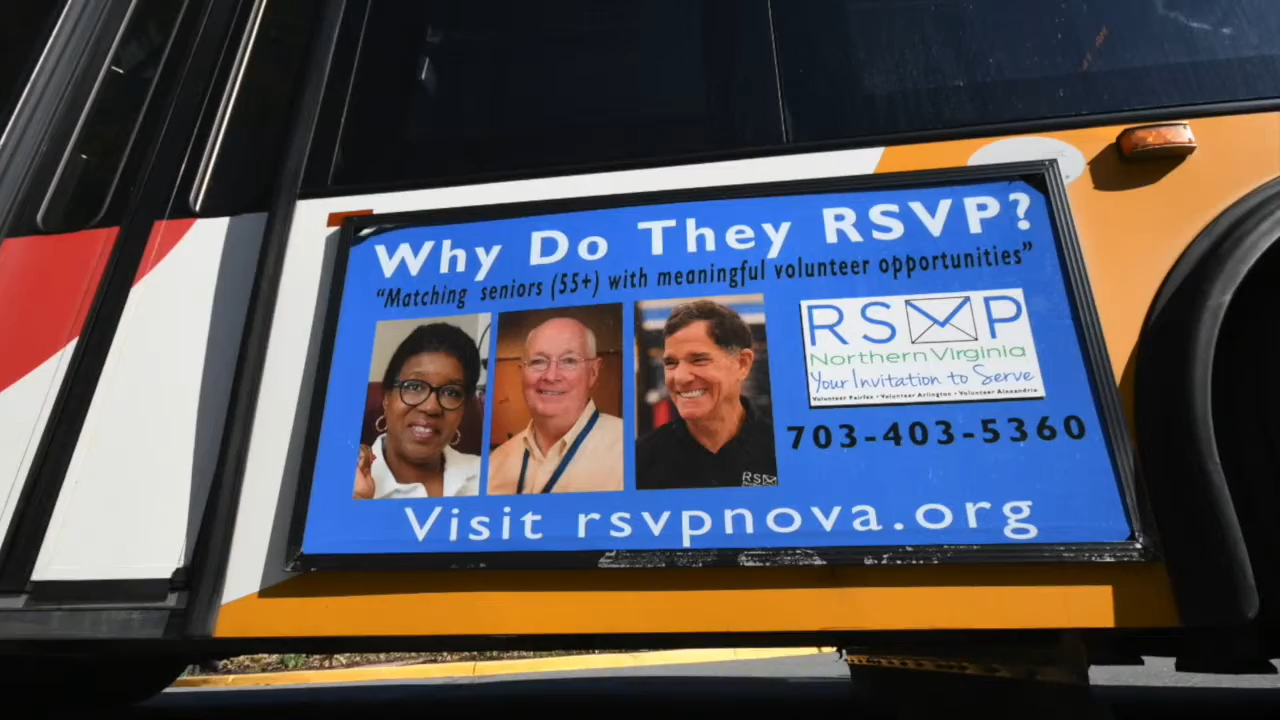 Why Do They RSVP?
"Matching seniors (55+) with meaningful volunteer opportunities"
RSVP
Northern Virginia
Your Invitation to Serve
Volunteer Fairfax • Volunteer Arlington • Volunteer Alexandria
703-403-5360
RSVP
Visit rsvpnova.org